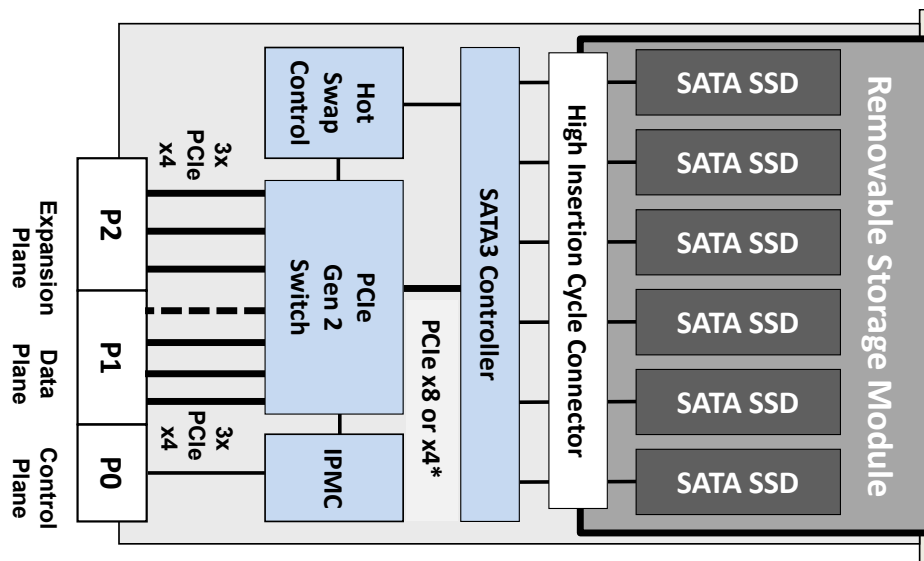 Removable Storage Module
SATA SSD
SATA SSD
SATA SSD
SATA SSD
SATA SSD
SATA SSD
High Insertion Cycle Connector
SATA3 Controller
PCIe x8 or x4*
Hot
Swap
Control
PCIe
Gen 2
Switch
IPMC
3x
PCIe
x4
3x
PCIe
x4
P2
P1
P0
Expansion
Plane
Data
Plane
Control
Plane